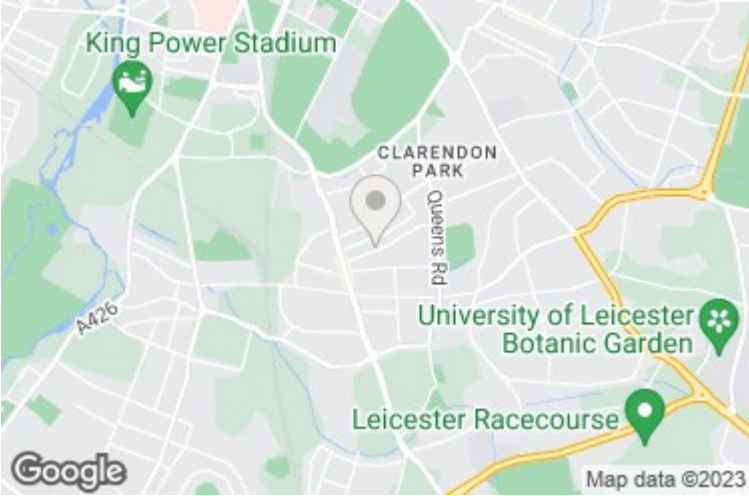 King Power Stadium
CLARENDON
PARK
Queens Rd
A426
University of Leicester
Botanic Garden
Leicester Racecourse
Google
Map data ©2023